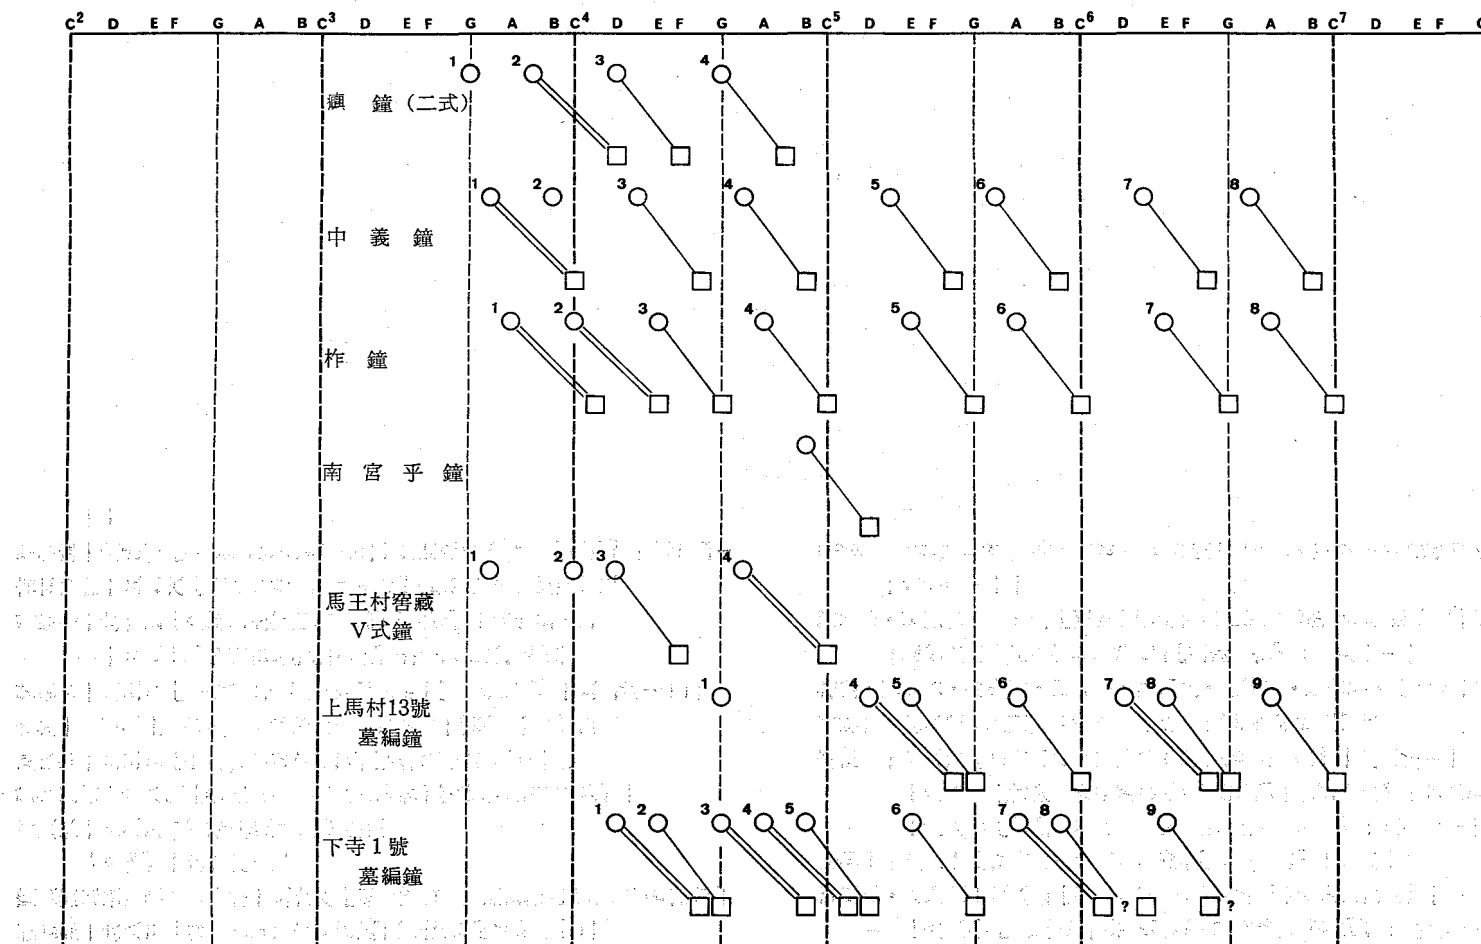 C² D E F G A B C³ D E F G A B C⁴ D E F G A B C⁵ D E F G A B C⁶ D E F G A B C⁷ D E F
1 2 3 4
𤼈 鐘 (二式)
1 2 3 4 5 6 7 8
中 義 鐘
1 2 3 4 5 6 7 8
柞 鐘
南 宮 乎 鐘
1 2 3 4
馬王村窖藏
V式鐘
1 4 5 6 7 8 9
上馬村13號
墓編鐘
1 2 3 4 5 6 7 8 9
下寺1號
墓編鐘
? ?